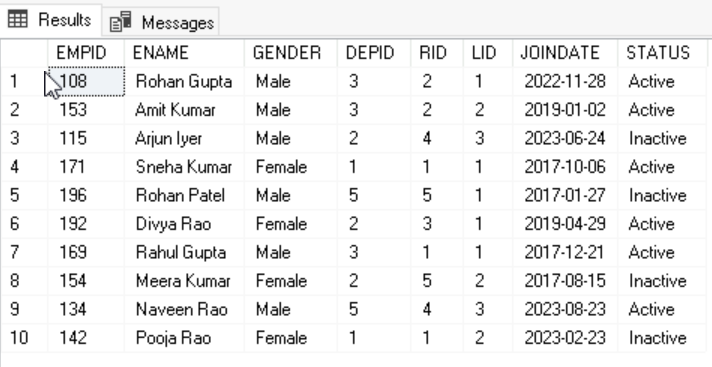 Results Messages
EMPID ENAME GENDER DEPID RID LID JOINDATE STATUS
1 108 Rohan Gupta Male 3 2 1 2022-11-28 Active
2 153 Amit Kumar Male 3 2 2 2019-01-02 Active
3 115 Arjun Iyer Male 2 4 3 2023-06-24 Inactive
4 171 Sneha Kumar Female 1 1 1 2017-10-06 Active
5 196 Rohan Patel Male 5 5 1 2017-01-27 Inactive
6 192 Divya Rao Female 2 3 1 2019-04-29 Active
7 169 Rahul Gupta Male 3 1 1 2017-12-21 Active
8 154 Meera Kumar Female 2 5 2 2017-08-15 Inactive
9 134 Naveen Rao Male 5 4 3 2023-08-23 Active
10 142 Pooja Rao Female 1 1 2 2023-02-23 Inactive